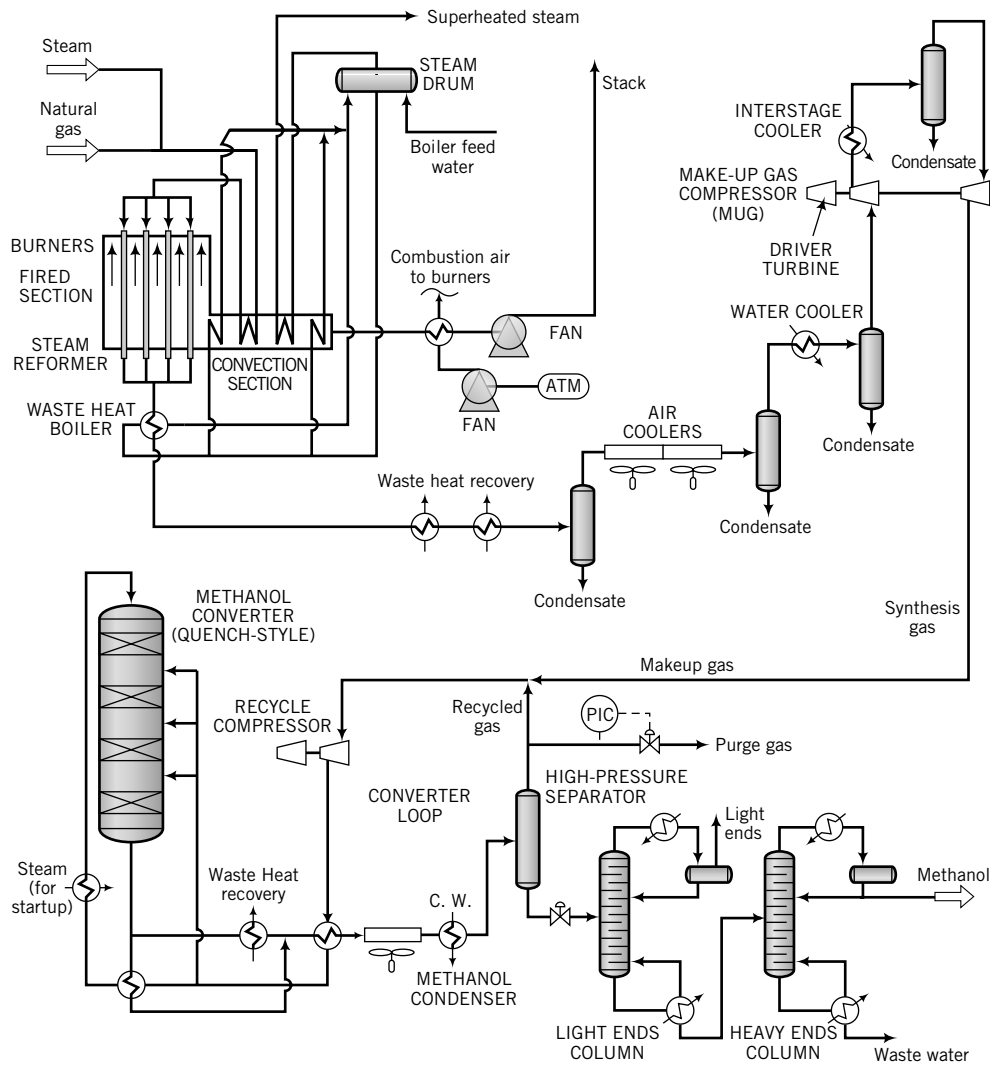 Superheated steam
Steam
STEAM
DRUM
Stack
Natural
gas
Boiler feed
water
INTERSTAGE
COOLER
Condensate
MAKE-UP GAS
COMPRESSOR
(MUG)
DRIVER
TURBINE
BURNERS
FIRED
SECTION
STEAM
REFORMER
CONVECTION
SECTION
Combustion air
to burners
FAN
ATM
FAN
WATER COOLER
Condensate
WASTE HEAT
BOILER
AIR
COOLERS
Condensate
Waste heat recovery
Condensate
METHANOL
CONVERTER
(QUENCH-STYLE)
Synthesis
gas
Makeup gas
RECYCLE
COMPRESSOR
Recycled
gas
PIC
Purge gas
CONVERTER
LOOP
HIGH-PRESSURE
SEPARATOR
Light
ends
Steam
(for
startup)
Waste Heat
recovery
C. W.
METHANOL
CONDENSER
Methanol
LIGHT ENDS
COLUMN
HEAVY ENDS
COLUMN
Waste water